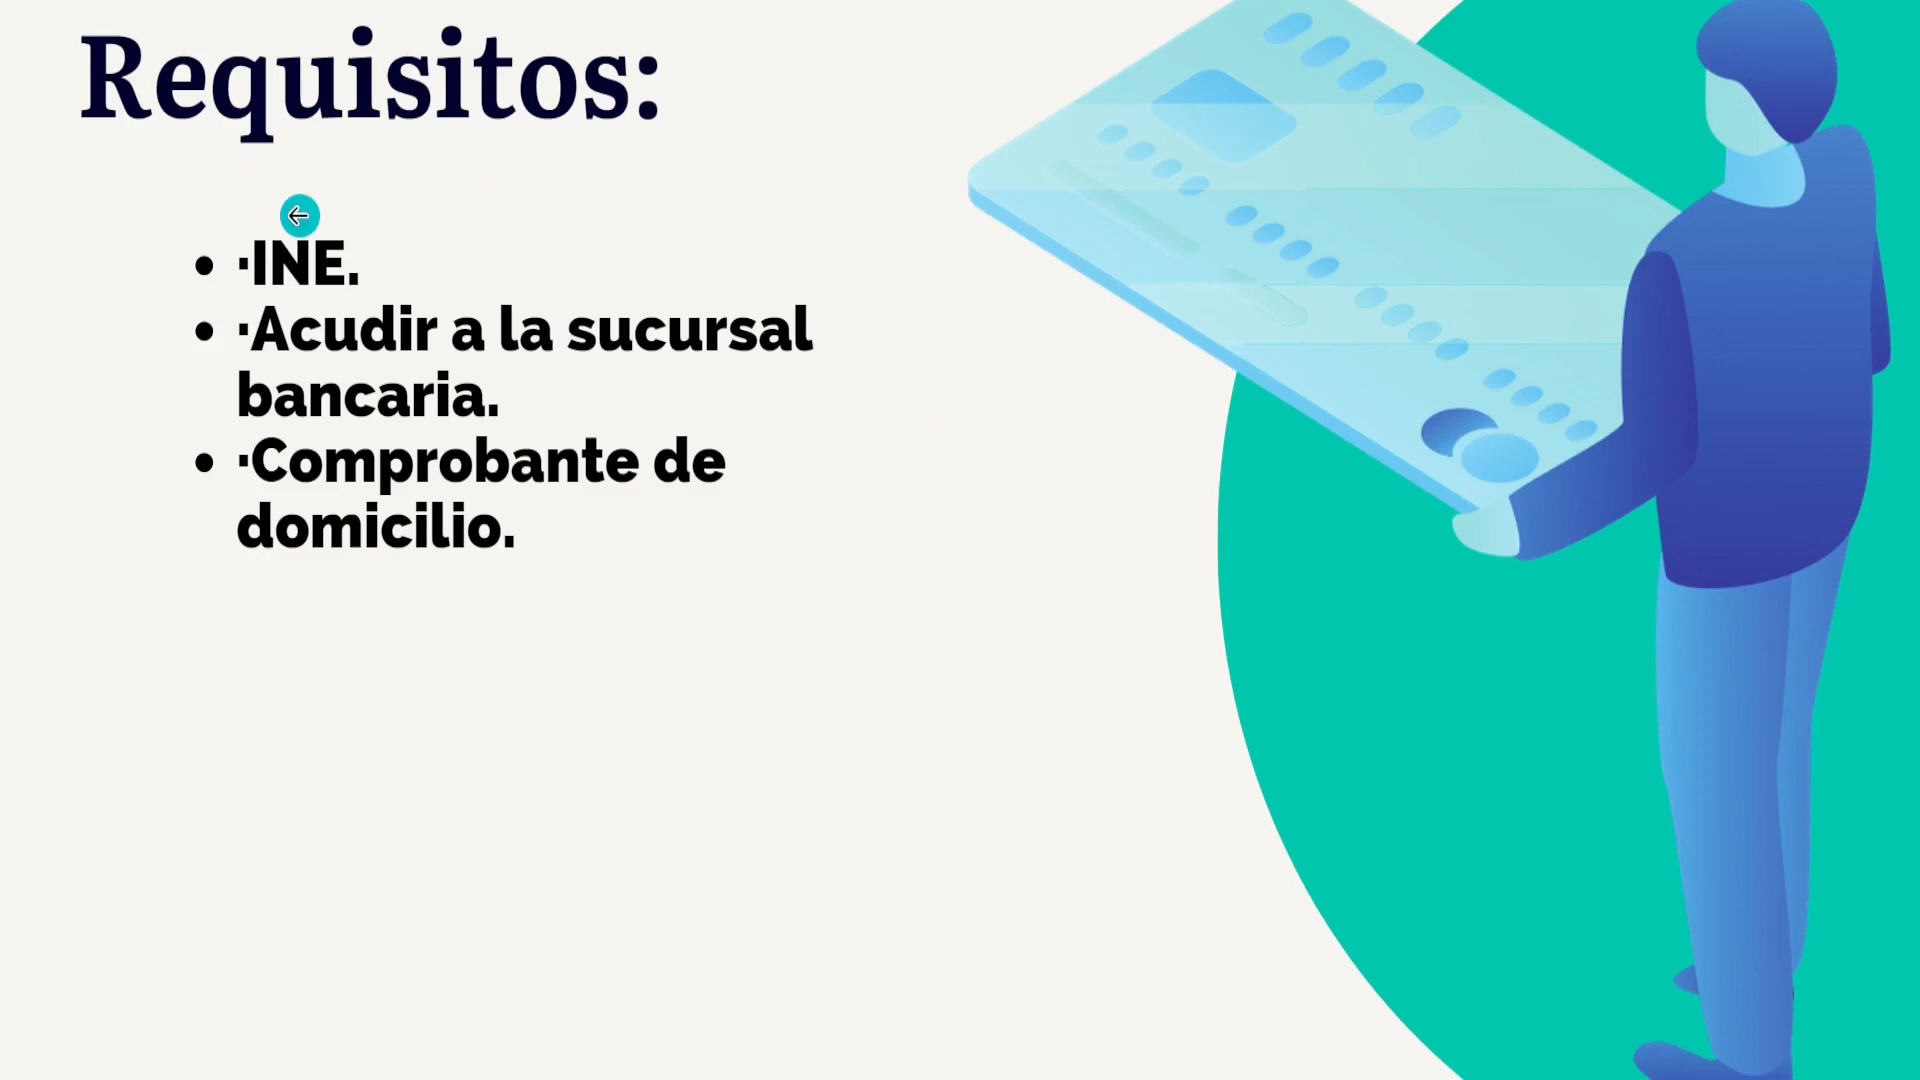 Requisitos:
• ·INE.
• ·Acudir a la sucursal
bancaria.
• ·Comprobante de
domicilio.